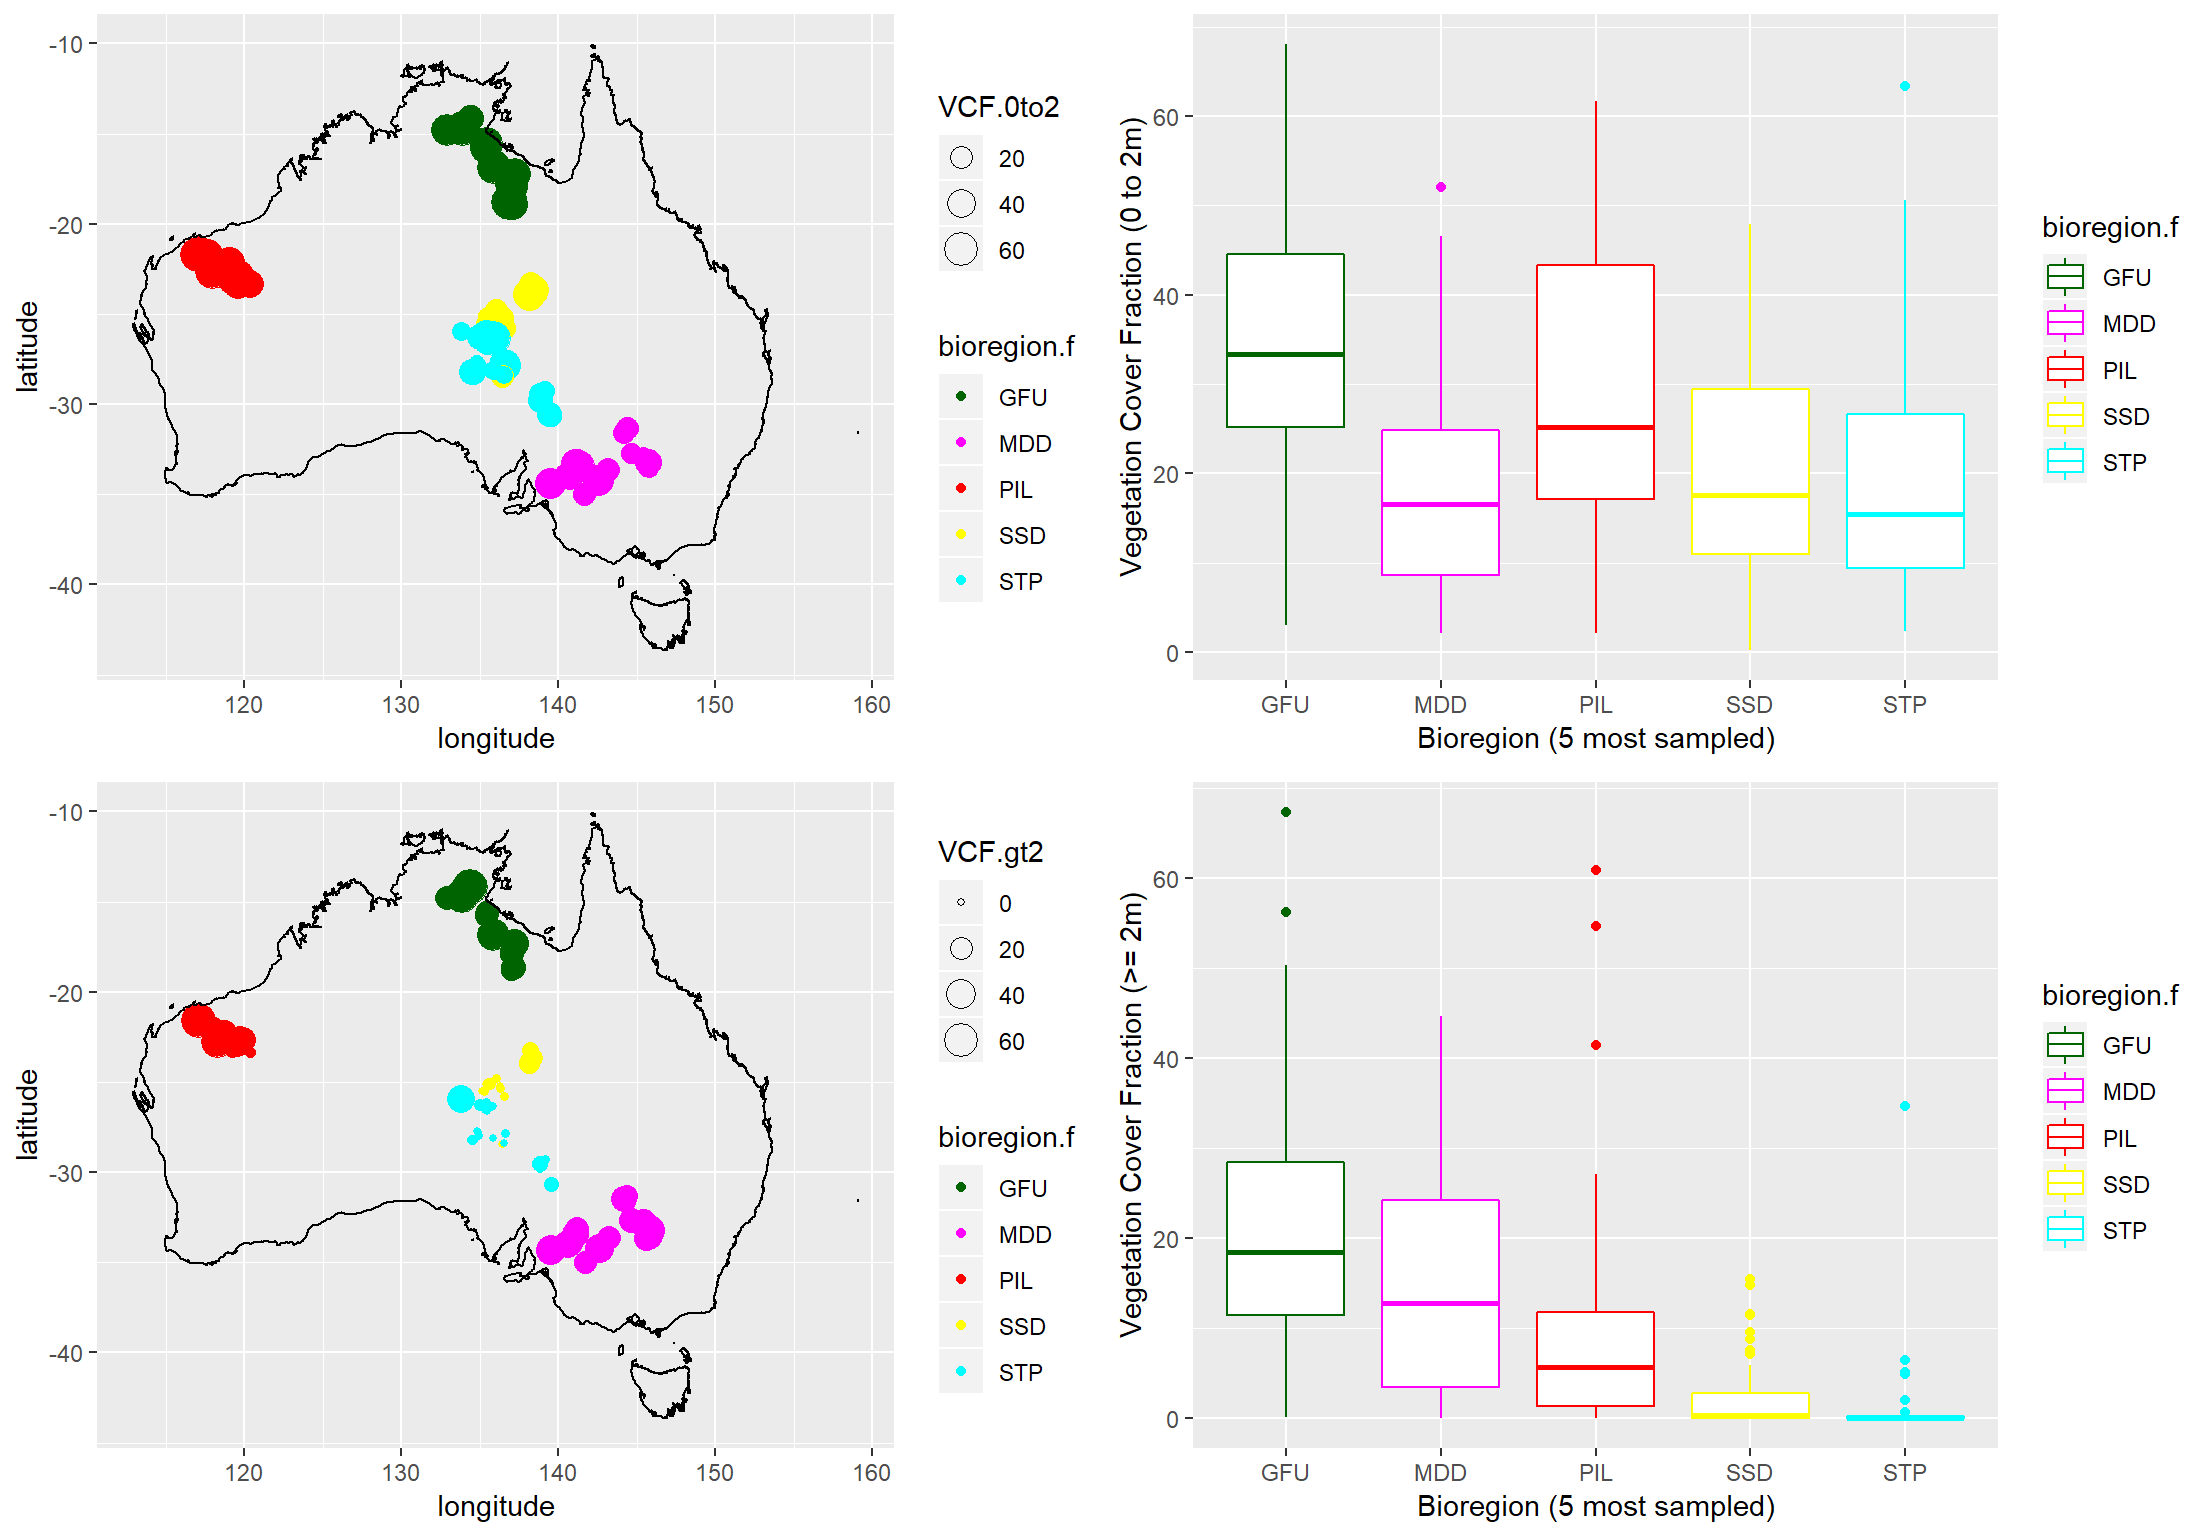 -10
-20
-30
-40
latitude
120
130
140
150
160
longitude
VCF.0to2
20
40
60
bioregion.f
GFU
MDD
PIL
SSD
STP
Vegetation Cover Fraction (0 to 2m)
60
40
20
0
GFU
MDD
PIL
SSD
STP
Bioregion (5 most sampled)
bioregion.f
GFU
MDD
PIL
SSD
STP
-10
-20
-30
-40
latitude
120
130
140
150
160
longitude
VCF.gt2
0
20
40
60
bioregion.f
GFU
MDD
PIL
SSD
STP
Vegetation Cover Fraction (>= 2m)
60
40
20
0
GFU
MDD
PIL
SSD
STP
Bioregion (5 most sampled)
bioregion.f
GFU
MDD
PIL
SSD
STP